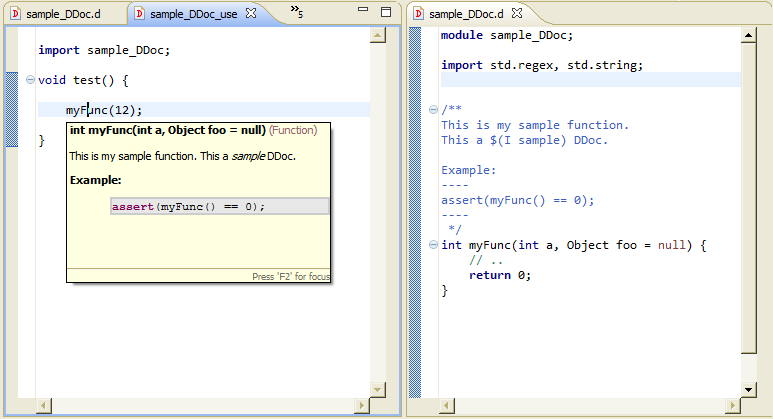 sample_DDoc.d
sample_DDoc_use
5
import sample_DDoc;
void test() {
myFunc(12);
int myFunc(int a, Object foo = null) (Function)
This is my sample function. This a sample DDoc.
Example:
assert(myFunc() == 0);
Press 'F2' for focus
}
sample_DDoc.d
module sample_DDoc;
import std.regex, std.string;
/**
This is my sample function.
This a $(I sample) DDoc.
Example:
----
assert(myFunc() == 0);
----
*/
int myFunc(int a, Object foo = null) {
// ..
return 0;
}